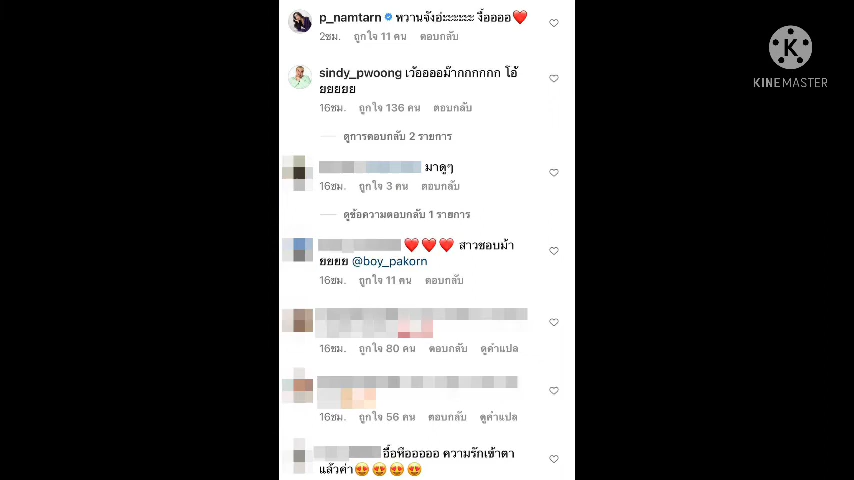 p_namtarn หวานจังอ่ะะะะะะ งื้ออออ❤️
2ชม. ถูกใจ 11 คน ตอบกลับ
sindy_pwoong เว้ออออม๊ากกกกกก โอ้
ยยยยย
16ชม. ถูกใจ 136 คน ตอบกลับ
ดูการตอบกลับ 2 รายการ
มาดูๆ
16ชม. ถูกใจ 3 คน ตอบกลับ
ดูข้อความตอบกลับ 1 รายการ
❤️❤️❤️ สาวชอบม้า
ยยยย @boy_pakorn
16ชม. ถูกใจ 11 คน ตอบกลับ
16ชม. ถูกใจ 80 คน ตอบกลับ ดูคำแปล
16ชม. ถูกใจ 56 คน ตอบกลับ ดูคำแปล
อื้อหือออออ ความรักเข้าตา
แล้วค่า😍😍😍😍
K
KINEMASTER